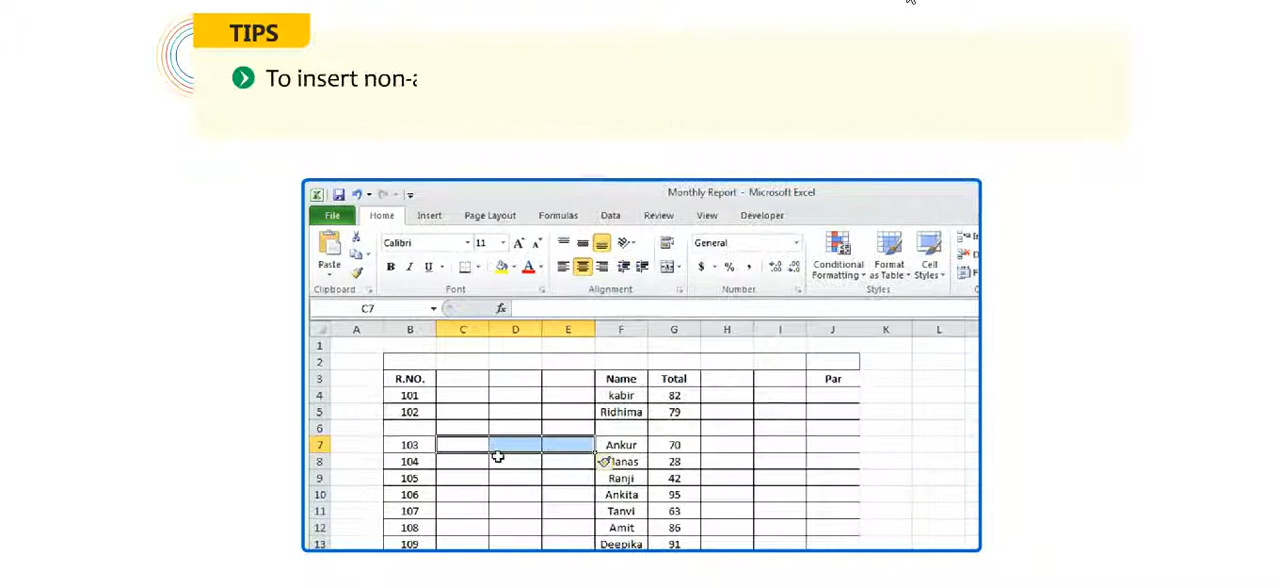 TIPS
To insert non-a
Monthly Report - Microsoft Excel
File Home Insert Page Layout Formulas Data Review View Developer
Calibri 11 A A General
Paste B I U A $ % , Conditional Formatting Format as Table Cell Styles
Clipboard Font Alignment Number Styles
C7 fx
A B C D E F G H I J K L
1
2
3 R.NO. Name Total Par
4 101 kabir 82
5 102 Ridhima 79
6
7 103 Ankur 70
8 104 anas 28
9 105 Ranji 42
10 106 Ankita 95
11 107 Tanvi 63
12 108 Amit 86
13 109 Deepika 91